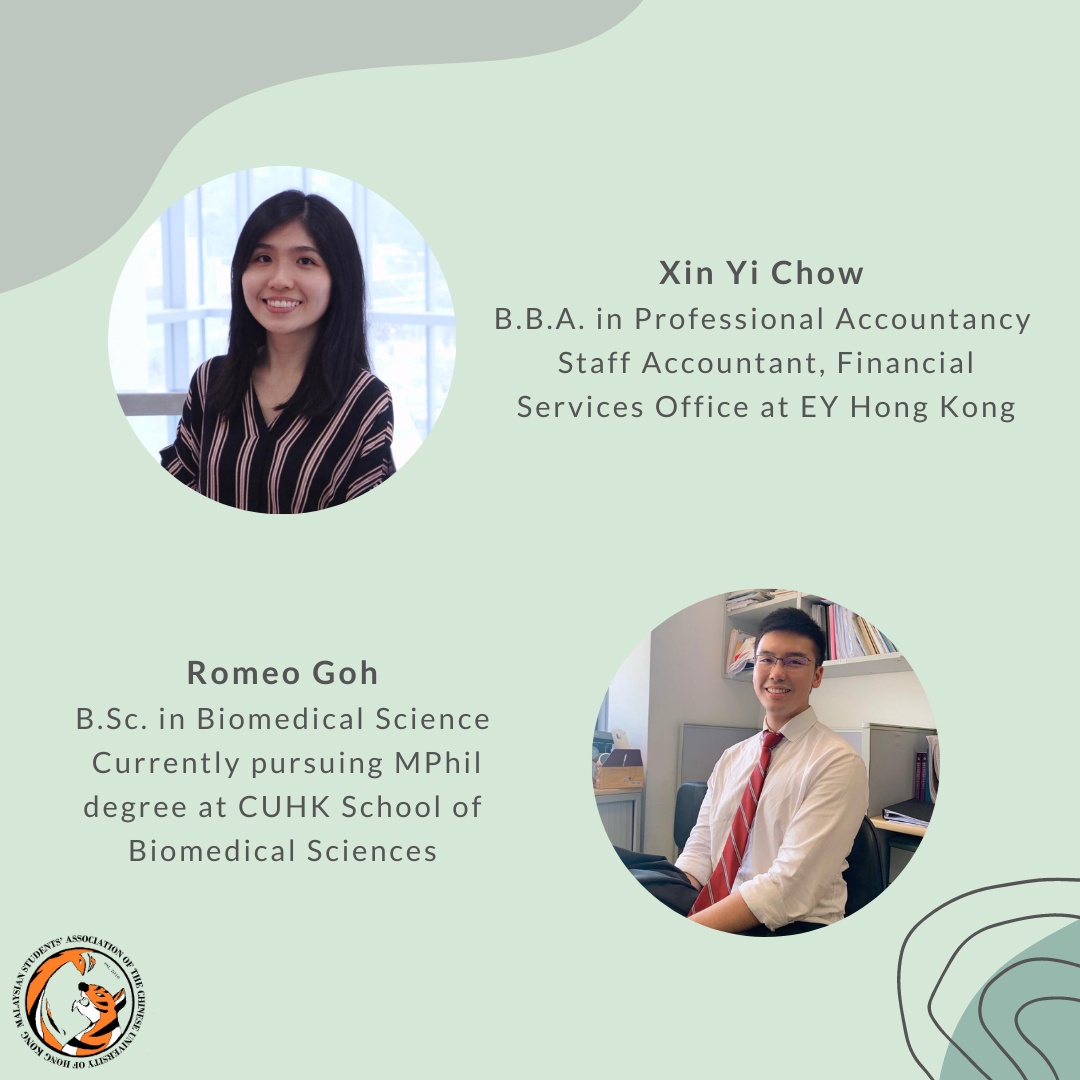 Xin Yi Chow
B.B.A. in Professional Accountancy
Staff Accountant, Financial
Services Office at EY Hong Kong
Romeo Goh
B.Sc. in Biomedical Science
Currently pursuing MPhil
degree at CUHK School of
Biomedical Sciences
MALAYSIAN STUDENTS' ASSOCIATION OF THE CHINESE UNIVERSITY OF HONG KONG